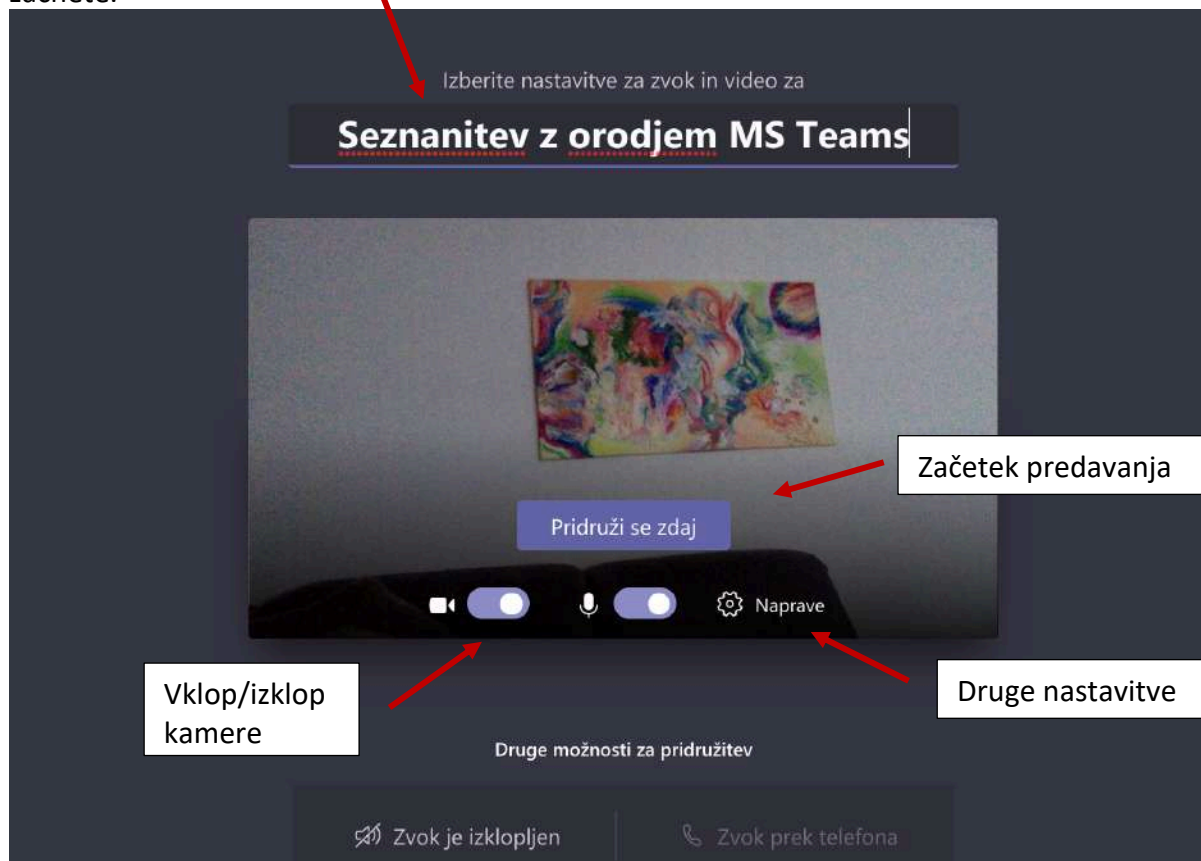 Izberite nastavitve za zvok in video za
Seznanitev z orodjem MS Teams
Začetek predavanja
Pridruži se zdaj
Naprave
Vklop/izklop
kamere
Druge nastavitve
Druge možnosti za pridružitev
Zvok je izklopljen
Zvok prek telefona